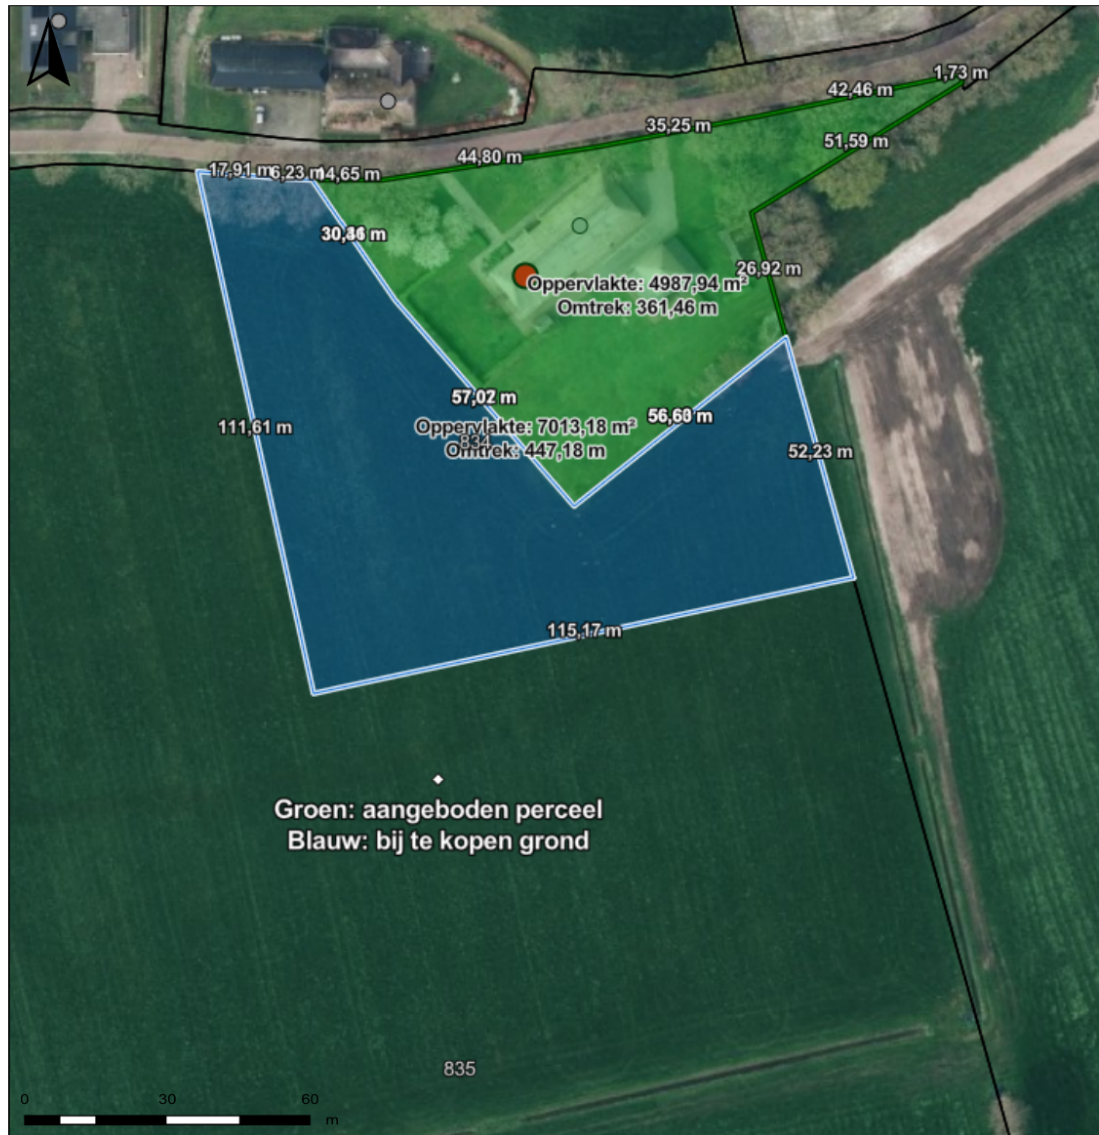 1,73 m
42,46 m
35,25 m
51,59 m
44,80 m
17,91 m
6,23 m
14,65 m
26,92 m
Oppervlakte: 4987,94 m²
Omtrek: 361,46 m
57,02 m
111,61 m
Oppervlakte: 7013,18 m²
834
Omtrek: 447,18 m
52,23 m
115,17 m
Groen: aangeboden perceel
Blauw: bij te kopen grond
835
0 30 60
m